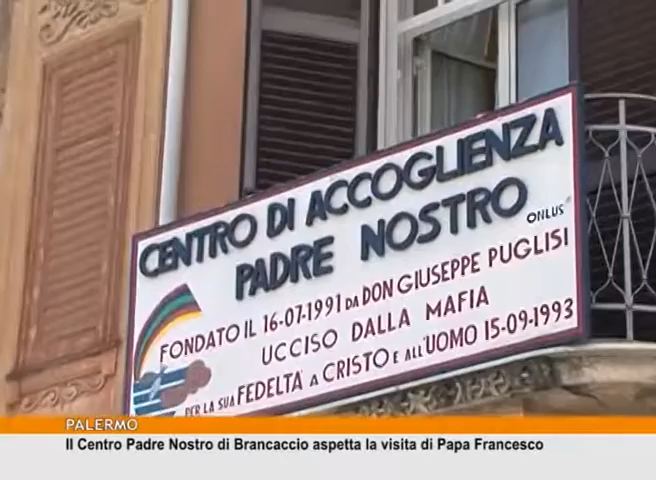 CENTRO DI ACCOGLIENZA
PADRE NOSTRO ONLUS
FONDATO IL 16-07-1991 DA DON GIUSEPPE PUGLISI
UCCISO DALLA MAFIA
PER LA SUA FEDELTA' A CRISTO E ALL'UOMO 15-09-1993
PALERMO
Il Centro Padre Nostro di Brancaccio aspetta la visita di Papa Francesco